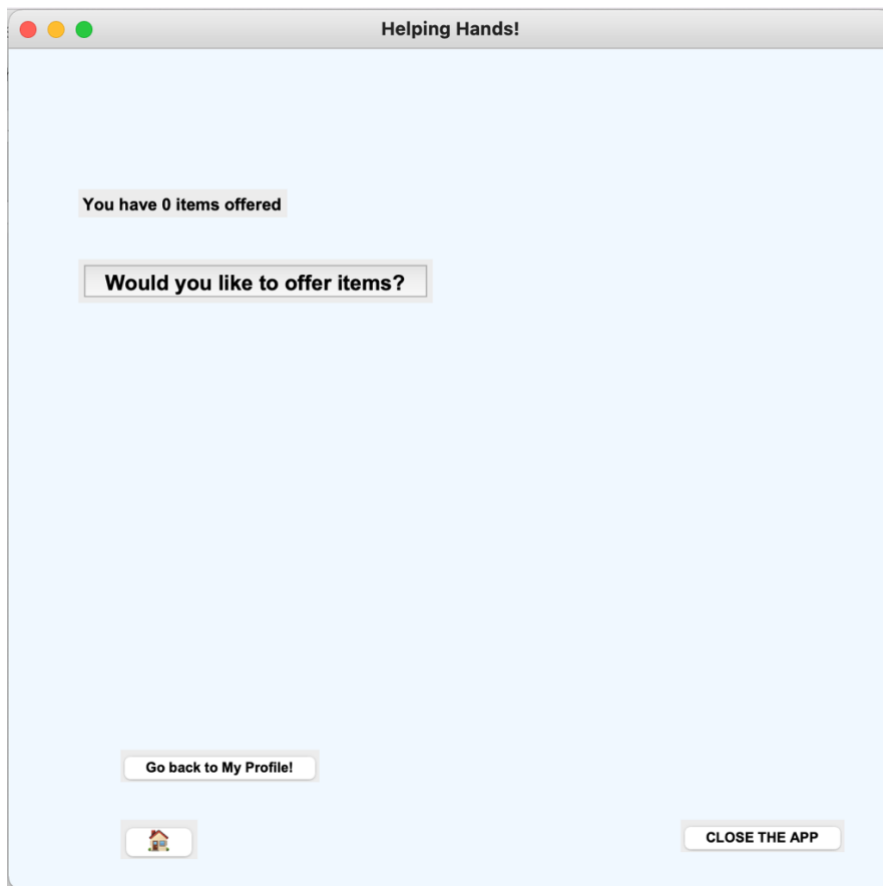 Helping Hands!
You have 0 items offered
Would you like to offer items?
Go back to My Profile!
CLOSE THE APP